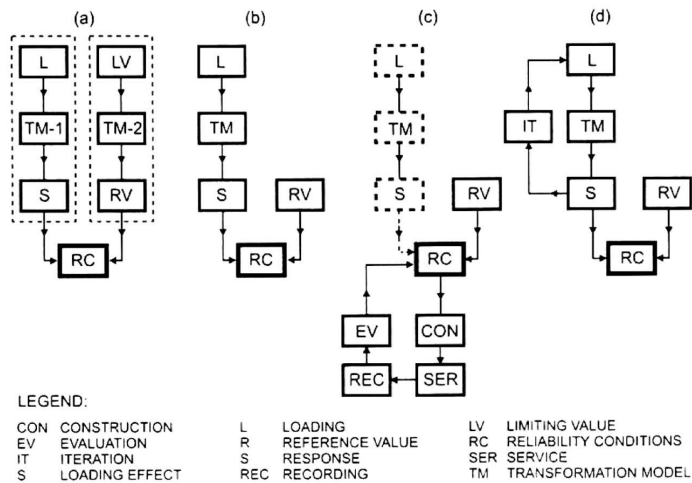 (a) (b) (c) (d)
L LV L L L
TM-1 TM-2 TM TM IT TM
S RV S RV S RV S RV
RC RC RC RC
EV CON
REC SER
LEGEND:
CON CONSTRUCTION L LOADING LV LIMITING VALUE
EV EVALUATION R REFERENCE VALUE RC RELIABILITY CONDITIONS
IT ITERATION S RESPONSE SER SERVICE
S LOADING EFFECT REC RECORDING TM TRANSFORMATION MODEL